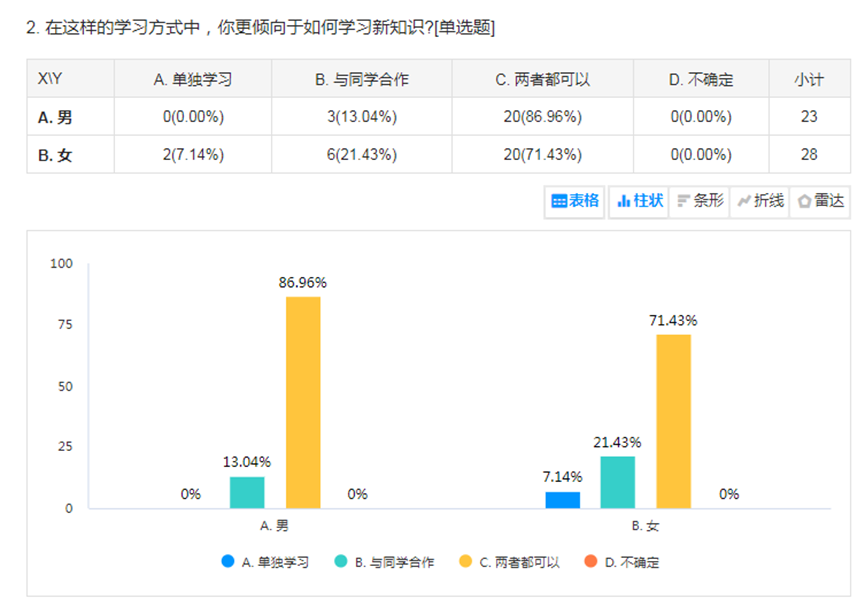 2. 在这样的学习方式中，你更倾向于如何学习新知识?[单选题]
X\Y A. 单独学习 B. 与同学合作 C. 两者都可以 D. 不确定 小计
A. 男 0(0.00%) 3(13.04%) 20(86.96%) 0(0.00%) 23
B. 女 2(7.14%) 6(21.43%) 20(71.43%) 0(0.00%) 28
表格 柱状 条形 折线 雷达
100
86.96%
75
71.43%
50
25
21.43%
13.04%
7.14%
0% 0% 0%
0
A. 男 B. 女
A. 单独学习 B. 与同学合作 C. 两者都可以 D. 不确定